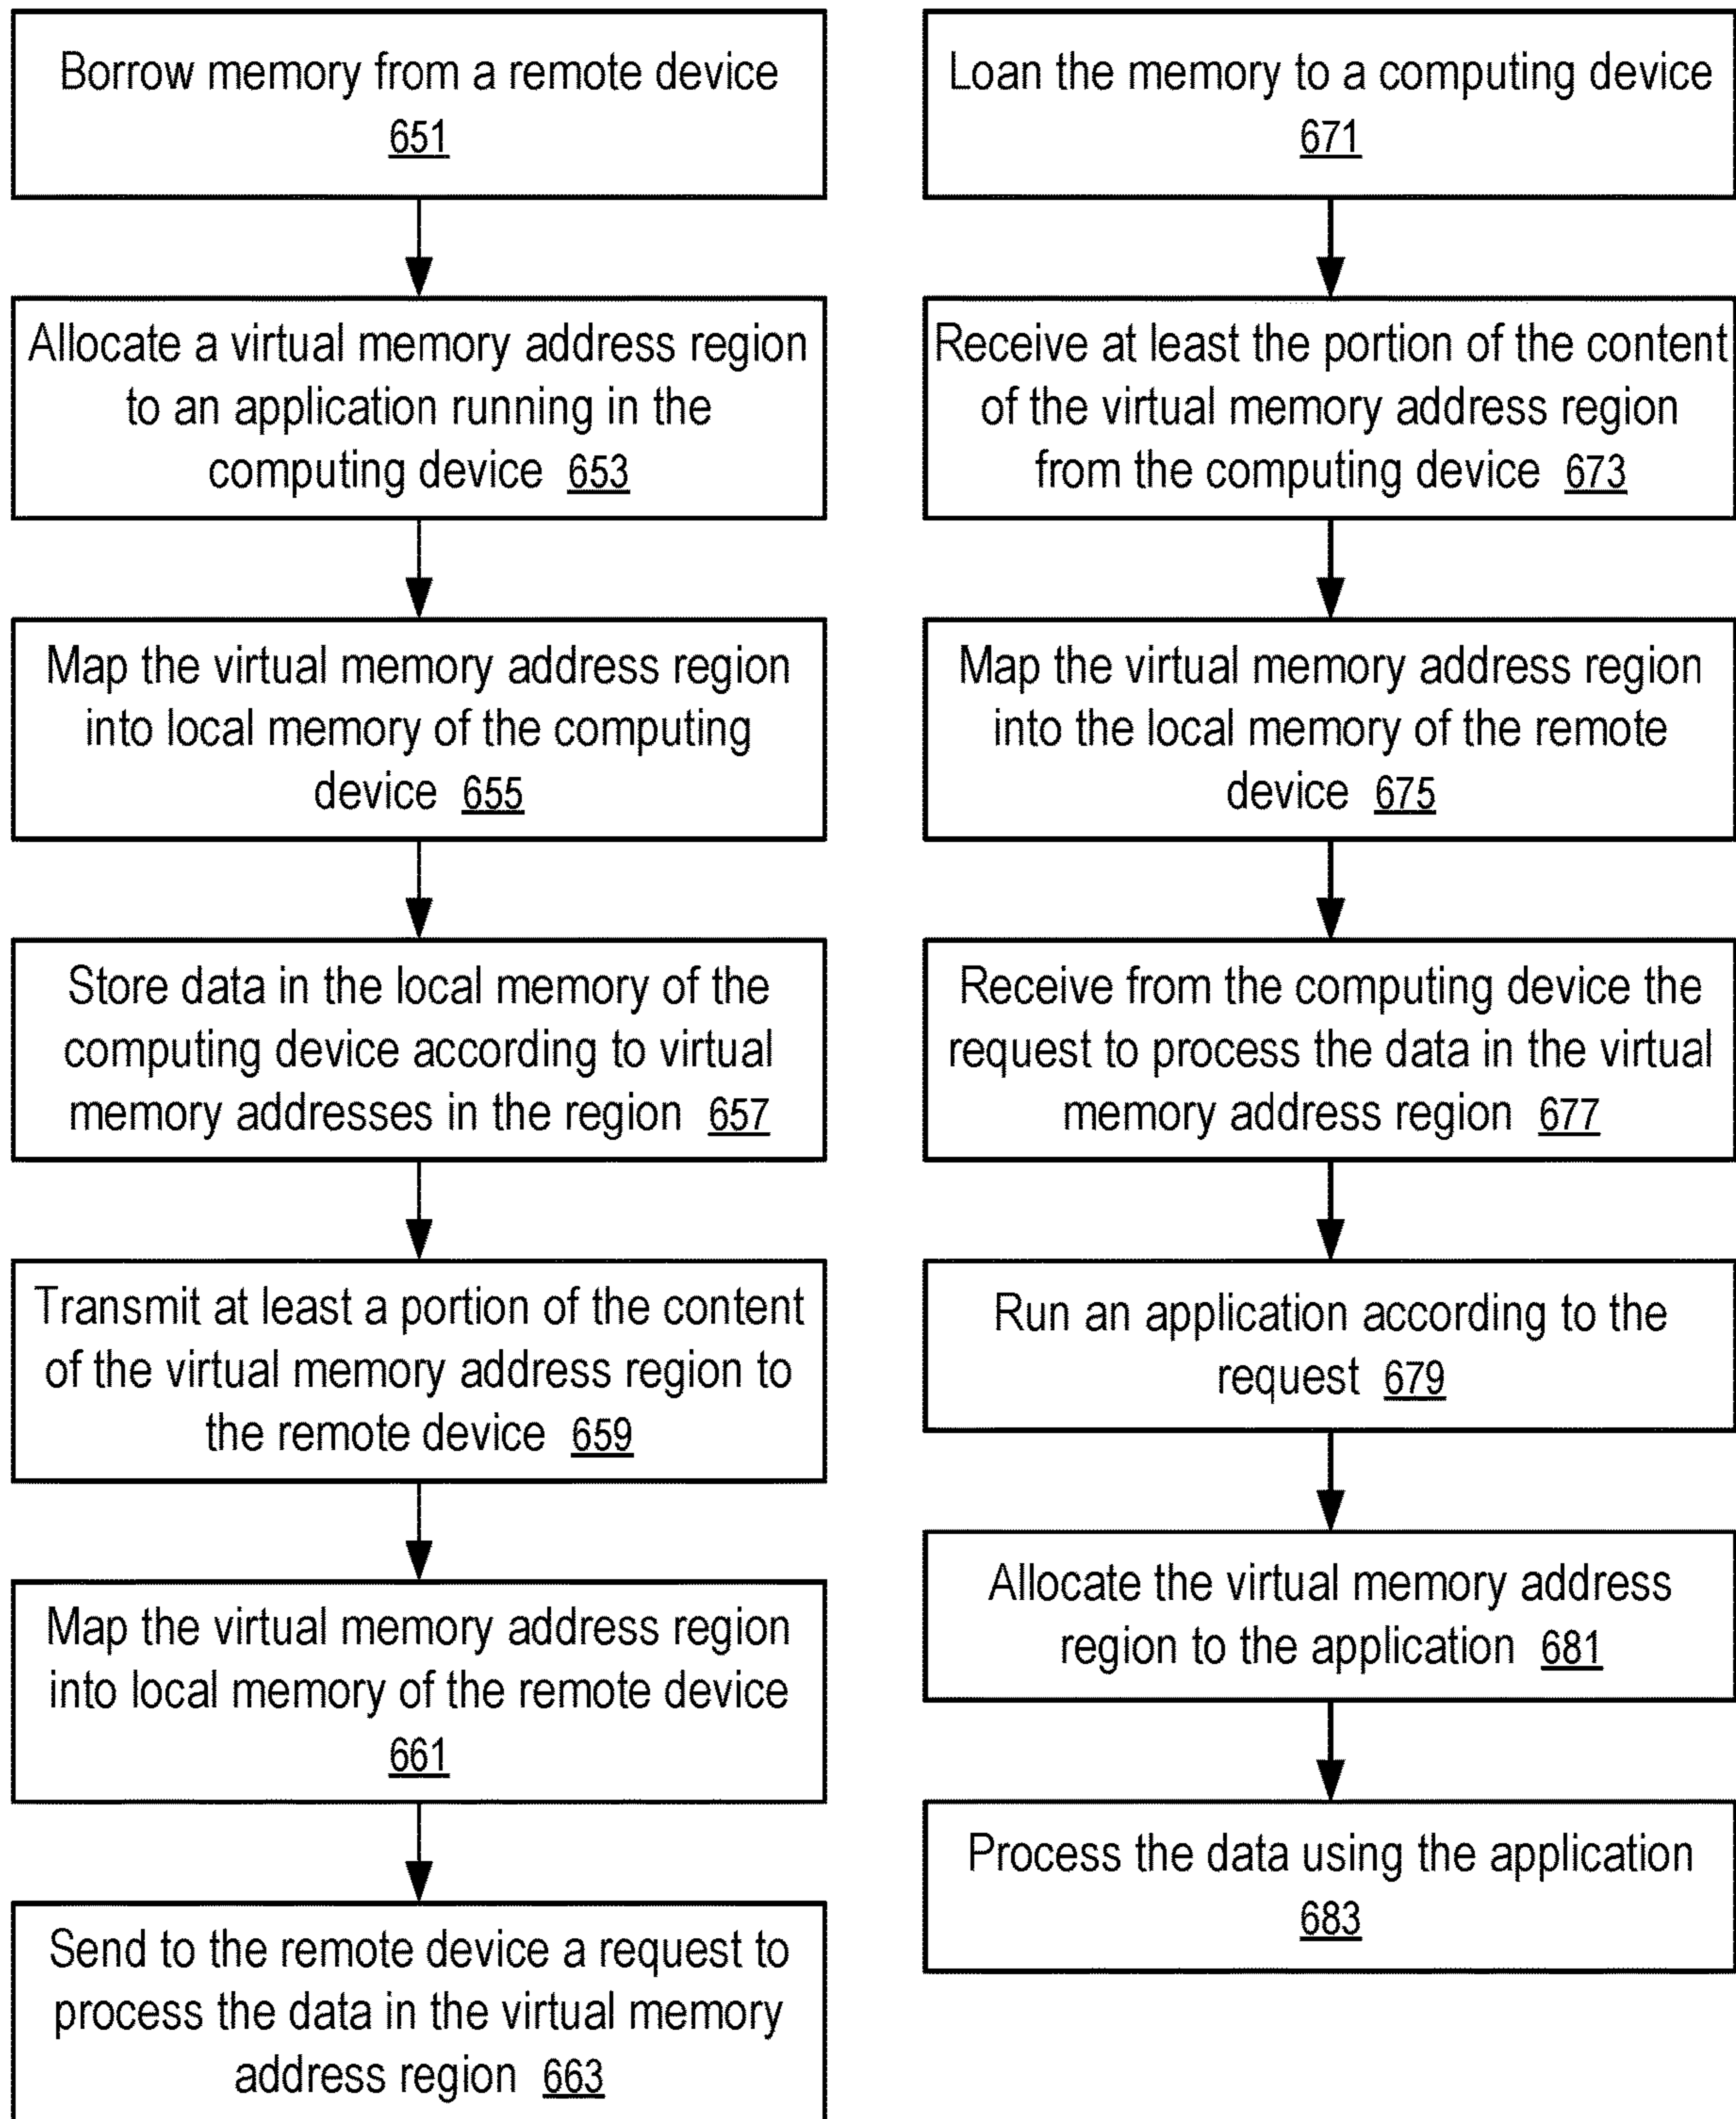 Borrow memory from a remote device
651
Allocate a virtual memory address region
to an application running in the
computing device 653
Map the virtual memory address region
into local memory of the computing
device 655
Store data in the local memory of the
computing device according to virtual
memory addresses in the region 657
Transmit at least a portion of the content
of the virtual memory address region to
the remote device 659
Map the virtual memory address region
into local memory of the remote device
661
Send to the remote device a request to
process the data in the virtual memory
address region 663
Loan the memory to a computing device
671
Receive at least the portion of the content
of the virtual memory address region
from the computing device 673
Map the virtual memory address region
into the local memory of the remote
device 675
Receive from the computing device the
request to process the data in the virtual
memory address region 677
Run an application according to the
request 679
Allocate the virtual memory address
region to the application 681
Process the data using the application
683